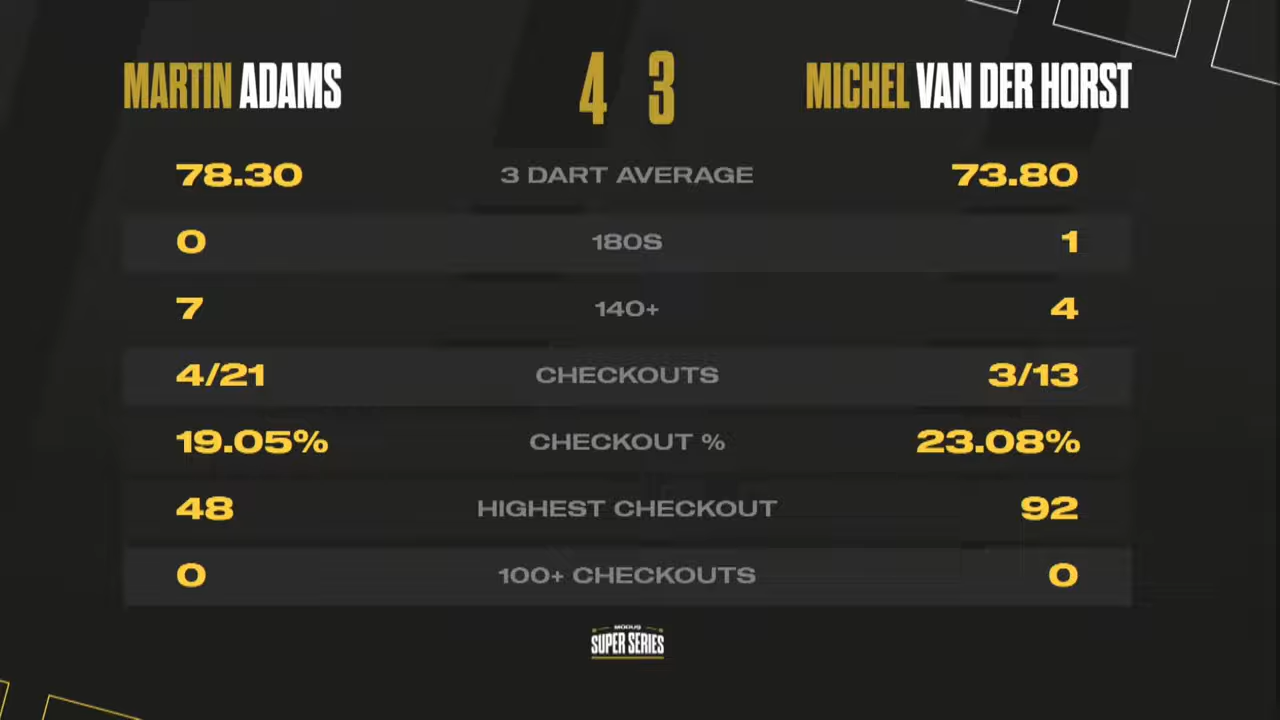 MARTIN ADAMS 4 3 MICHEL VAN DER HORST
78.30 3 DART AVERAGE 73.80
0 180S 1
7 140+ 4
4/21 CHECKOUTS 3/13
19.05% CHECKOUT % 23.08%
48 HIGHEST CHECKOUT 92
0 100+ CHECKOUTS 0
MODUS
SUPER SERIES